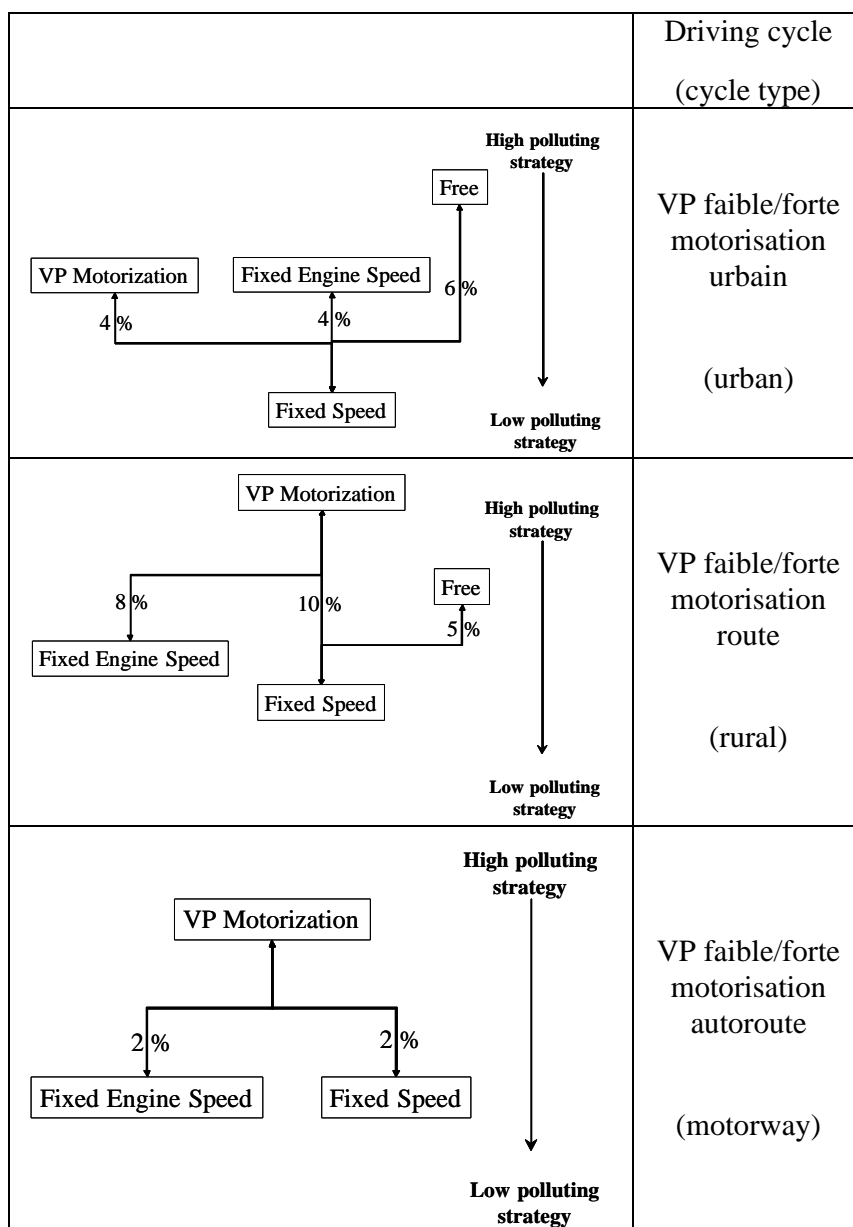 Driving cycle
(cycle type)
High polluting
strategy
Free
VP Motorization
Fixed Engine Speed
6 %
4 %
4 %
Fixed Speed
Low polluting
strategy
VP faible/forte
motorisation
urbain
(urban)
VP Motorization
High polluting
strategy
Free
8 %
10 %
5 %
Fixed Engine Speed
Fixed Speed
Low polluting
strategy
VP faible/forte
motorisation
route
(rural)
High polluting
strategy
VP Motorization
2 %
2 %
Fixed Engine Speed
Fixed Speed
Low polluting
strategy
VP faible/forte
motorisation
autoroute
(motorway)